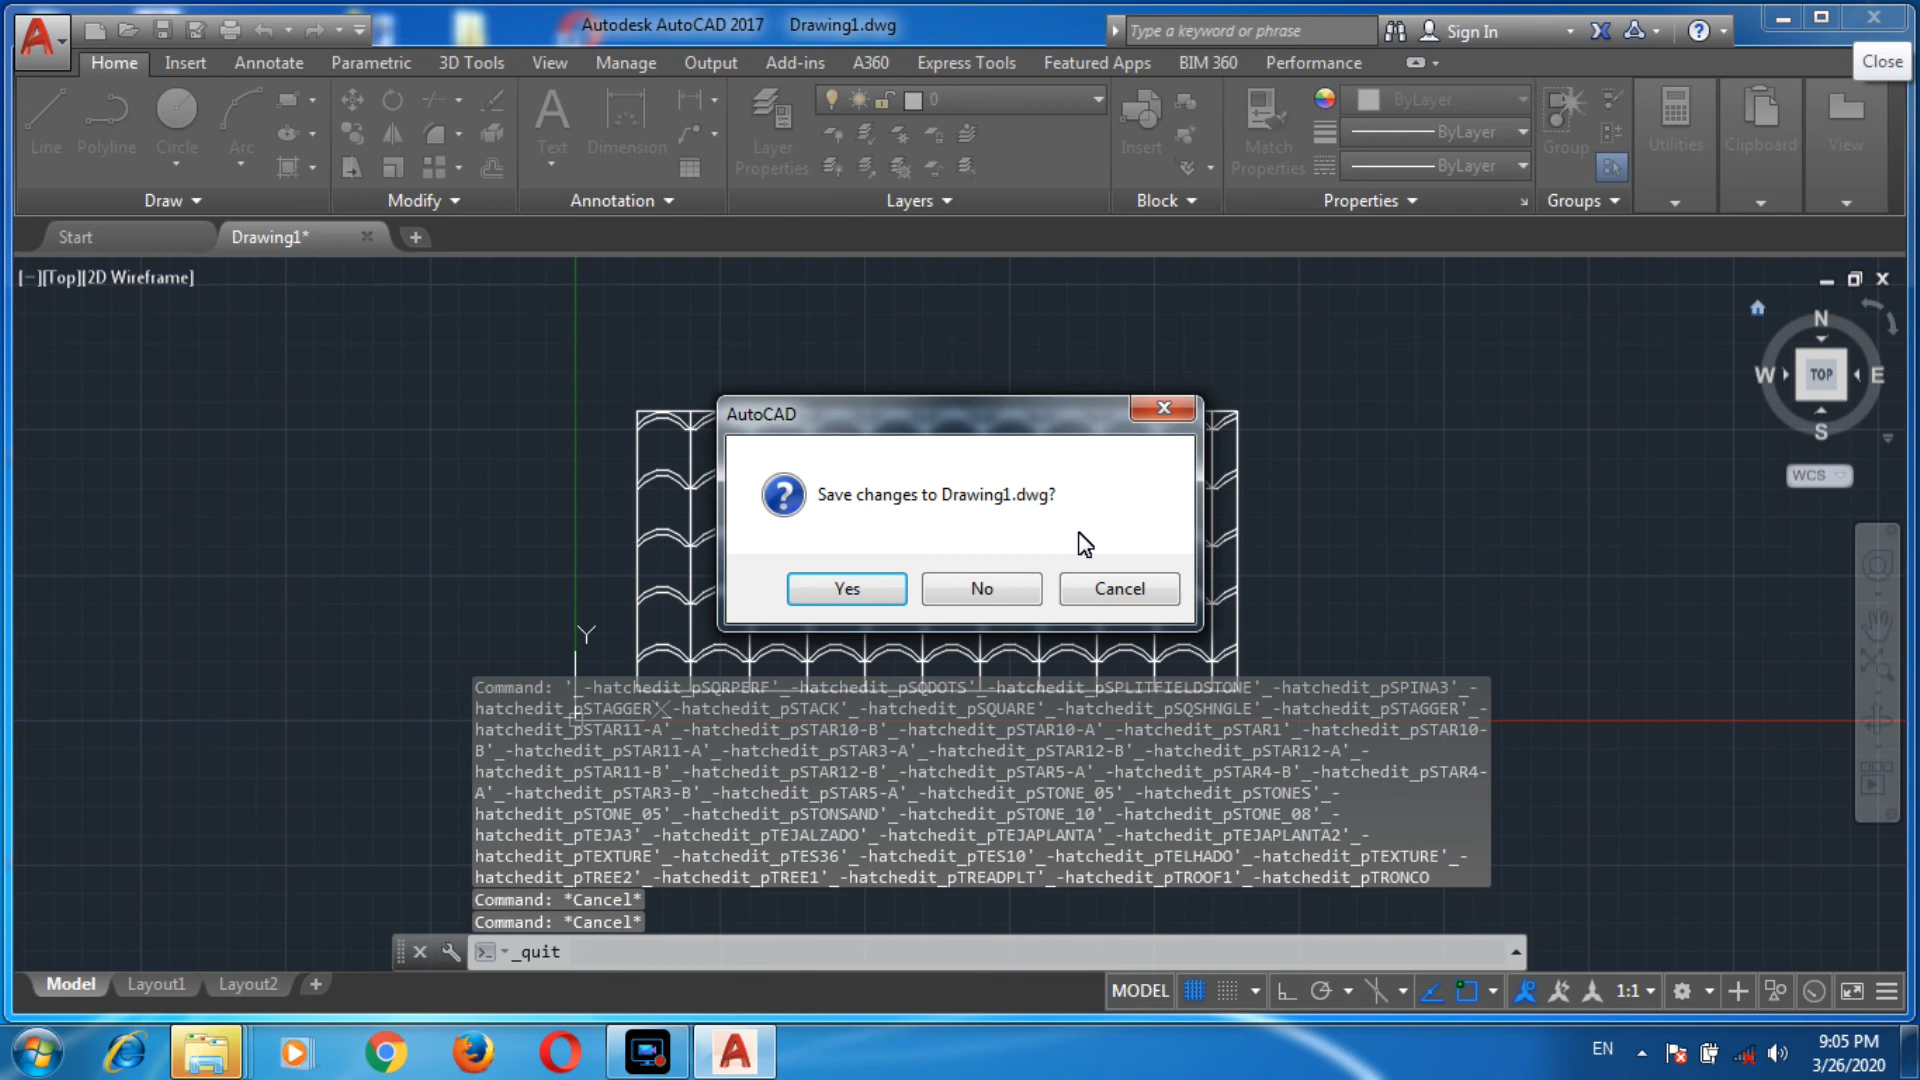 Autodesk AutoCAD 2017 Drawing1.dwg
Type a keyword or phrase
Sign In
Close
Home Insert Annotate Parametric 3D Tools View Manage Output Add-ins A360 Express Tools Featured Apps BIM 360 Performance
0
ByLayer
ByLayer
ByLayer
Line Polyline Circle Arc
Text Dimension
Layer Properties
Insert
Match Properties
Group
Utilities
Clipboard
View
Draw Modify Annotation Layers Block Properties Groups
Start Drawing1*
[−][Top][2D Wireframe]
N
W TOP E
S
WCS
AutoCAD
Save changes to Drawing1.dwg?
Yes No Cancel
Y
X
Command: '_-hatchedit_pSQRPERF'_-hatchedit_pSQDOTS'_-hatchedit_pSPLITFIELDSTONE'_-hatchedit_pSPINA3'_-
hatchedit_pSTAGGER'_-hatchedit_pSTACK'_-hatchedit_pSQUARE'_-hatchedit_pSQSHNGLE'_-hatchedit_pSTAGGER'_-
hatchedit_pSTAR11-A'_-hatchedit_pSTAR10-B'_-hatchedit_pSTAR10-A'_-hatchedit_pSTAR1'_-hatchedit_pSTAR10-
B'_-hatchedit_pSTAR11-A'_-hatchedit_pSTAR3-A'_-hatchedit_pSTAR12-B'_-hatchedit_pSTAR12-A'_-
hatchedit_pSTAR11-B'_-hatchedit_pSTAR12-B'_-hatchedit_pSTAR5-A'_-hatchedit_pSTAR4-B'_-hatchedit_pSTAR4-
A'_-hatchedit_pSTAR3-B'_-hatchedit_pSTAR5-A'_-hatchedit_pSTONE_05'_-hatchedit_pSTONES'_-
hatchedit_pSTONE_05'_-hatchedit_pSTONSAND'_-hatchedit_pSTONE_10'_-hatchedit_pSTONE_08'_-
hatchedit_pTEJA3'_-hatchedit_pTEJALZADO'_-hatchedit_pTEJAPLANTA'_-hatchedit_pTEJAPLANTA2'_-
hatchedit_pTEXTURE'_-hatchedit_pTES36'_-hatchedit_pTES10'_-hatchedit_pTELHADO'_-hatchedit_pTEXTURE'_-
hatchedit_pTREE2'_-hatchedit_pTREE1'_-hatchedit_pTREADPLT'_-hatchedit_pTROOF1'_-hatchedit_pTRONCO
Command: *Cancel*
Command: *Cancel*
_quit
Model Layout1 Layout2
MODEL 1:1
EN
9:05 PM
3/26/2020